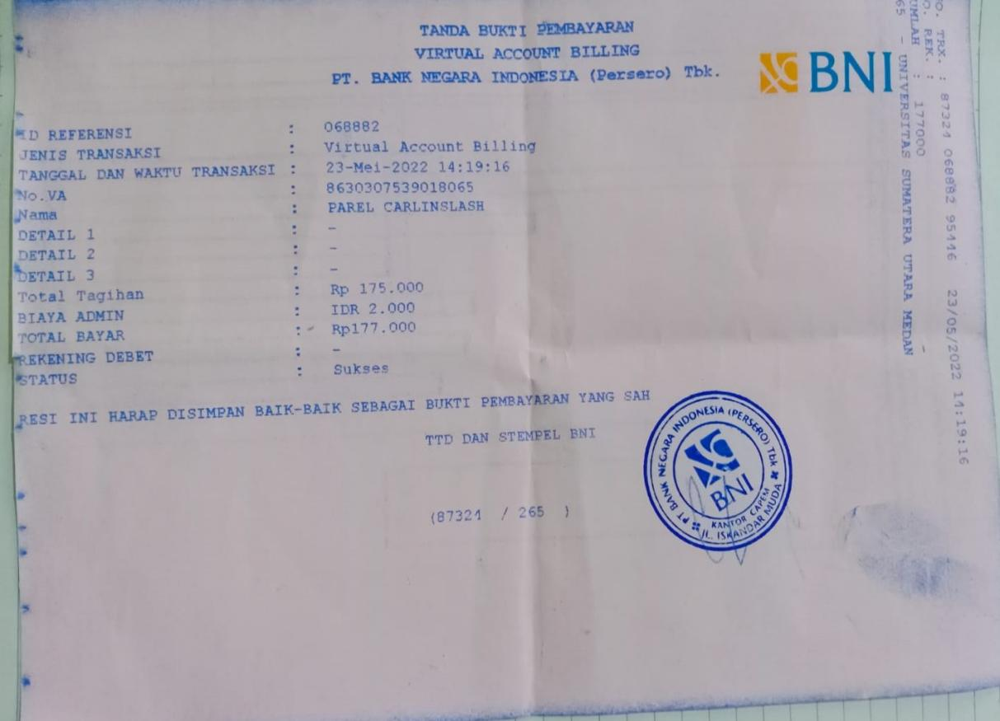 TANDA BUKTI PEMBAYARAN
VIRTUAL ACCOUNT BILLING
PT. BANK NEGARA INDONESIA (Persero) Tbk.
BNI
ID REFERENSI : 068882
JENIS TRANSAKSI : Virtual Account Billing
TANGGAL DAN WAKTU TRANSAKSI : 23-Mei-2022 14:19:16
No.VA : 8630307539018065
Nama : PAREL CARLINSLASH
DETAIL 1 : -
DETAIL 2 : -
DETAIL 3 : -
Total Tagihan : Rp 175.000
BIAYA ADMIN : IDR 2.000
TOTAL BAYAR : Rp177.000
REKENING DEBET : -
STATUS : Sukses
RESI INI HARAP DISIMPAN BAIK-BAIK SEBAGAI BUKTI PEMBAYARAN YANG SAH
TTD DAN STEMPEL BNI
(87321 / 265 )
PT BANK NEGARA INDONESIA (PERSERO) Tbk
BNI
KANTOR CAPEM
JL. ISKANDAR MUDA
O. TRX. : 87321 068882 95446 23/05/2022 14:19:16
O. REK. : -
UMLAH : 177000
65 - UNIVERSITAS SUMATERA UTARA MEDAN